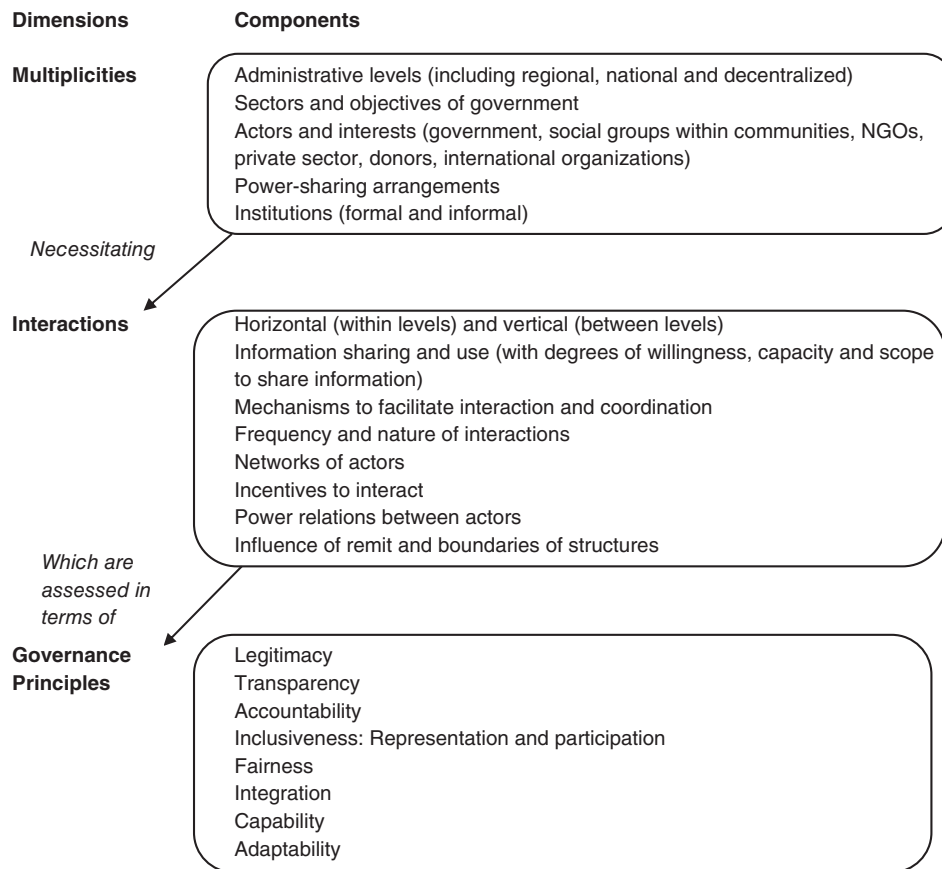 Dimensions Components
Multiplicities Administrative levels (including regional, national and decentralized)
Sectors and objectives of government
Actors and interests (government, social groups within communities, NGOs,
private sector, donors, international organizations)
Power-sharing arrangements
Institutions (formal and informal)
Necessitating
Interactions Horizontal (within levels) and vertical (between levels)
Information sharing and use (with degrees of willingness, capacity and scope
to share information)
Mechanisms to facilitate interaction and coordination
Frequency and nature of interactions
Networks of actors
Incentives to interact
Power relations between actors
Influence of remit and boundaries of structures
Which are
assessed in
terms of
Governance Legitimacy
Principles Transparency
Accountability
Inclusiveness: Representation and participation
Fairness
Integration
Capability
Adaptability